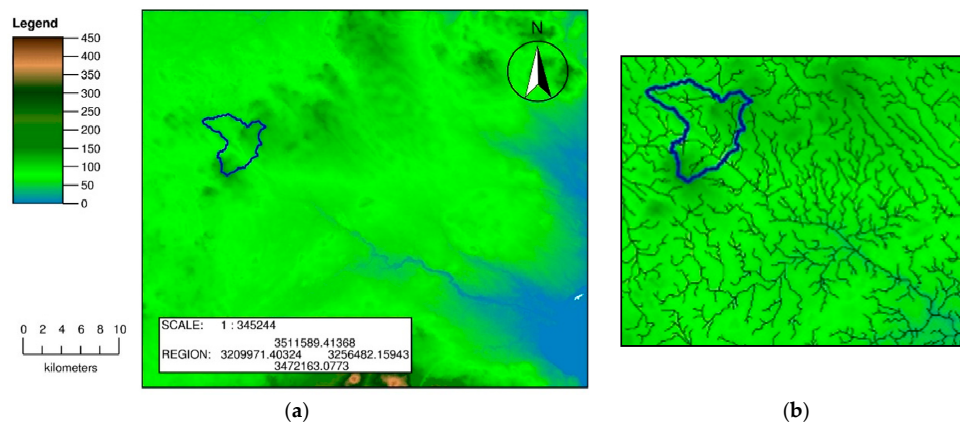 Legend
450
400
350
300
250
200
150
100
50
0
N
0 2 4 6 8 10
kilometers
SCALE: 1 : 345244
3511589.41368
REGION: 3209971.40324 3256482.15943
3472163.0773
(a) (b)